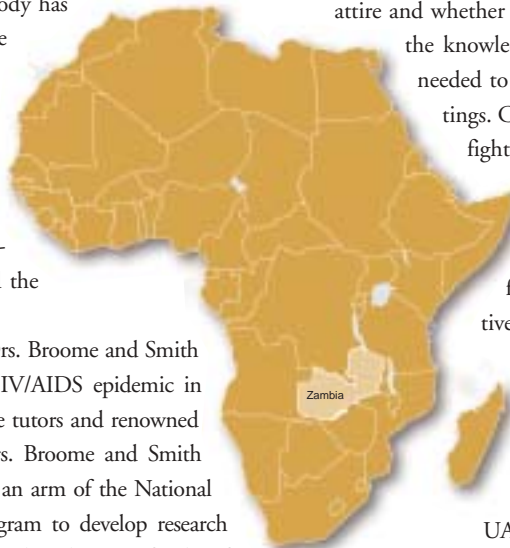 ody has
e
-
the
rs. Broome and Smith
IV/AIDS epidemic in
e tutors and renowned
s. Broome and Smith
an arm of the National
gram to develop research
Zambia
attire and whether
the knowle
needed to
tings. C
fight
f
tive
UA